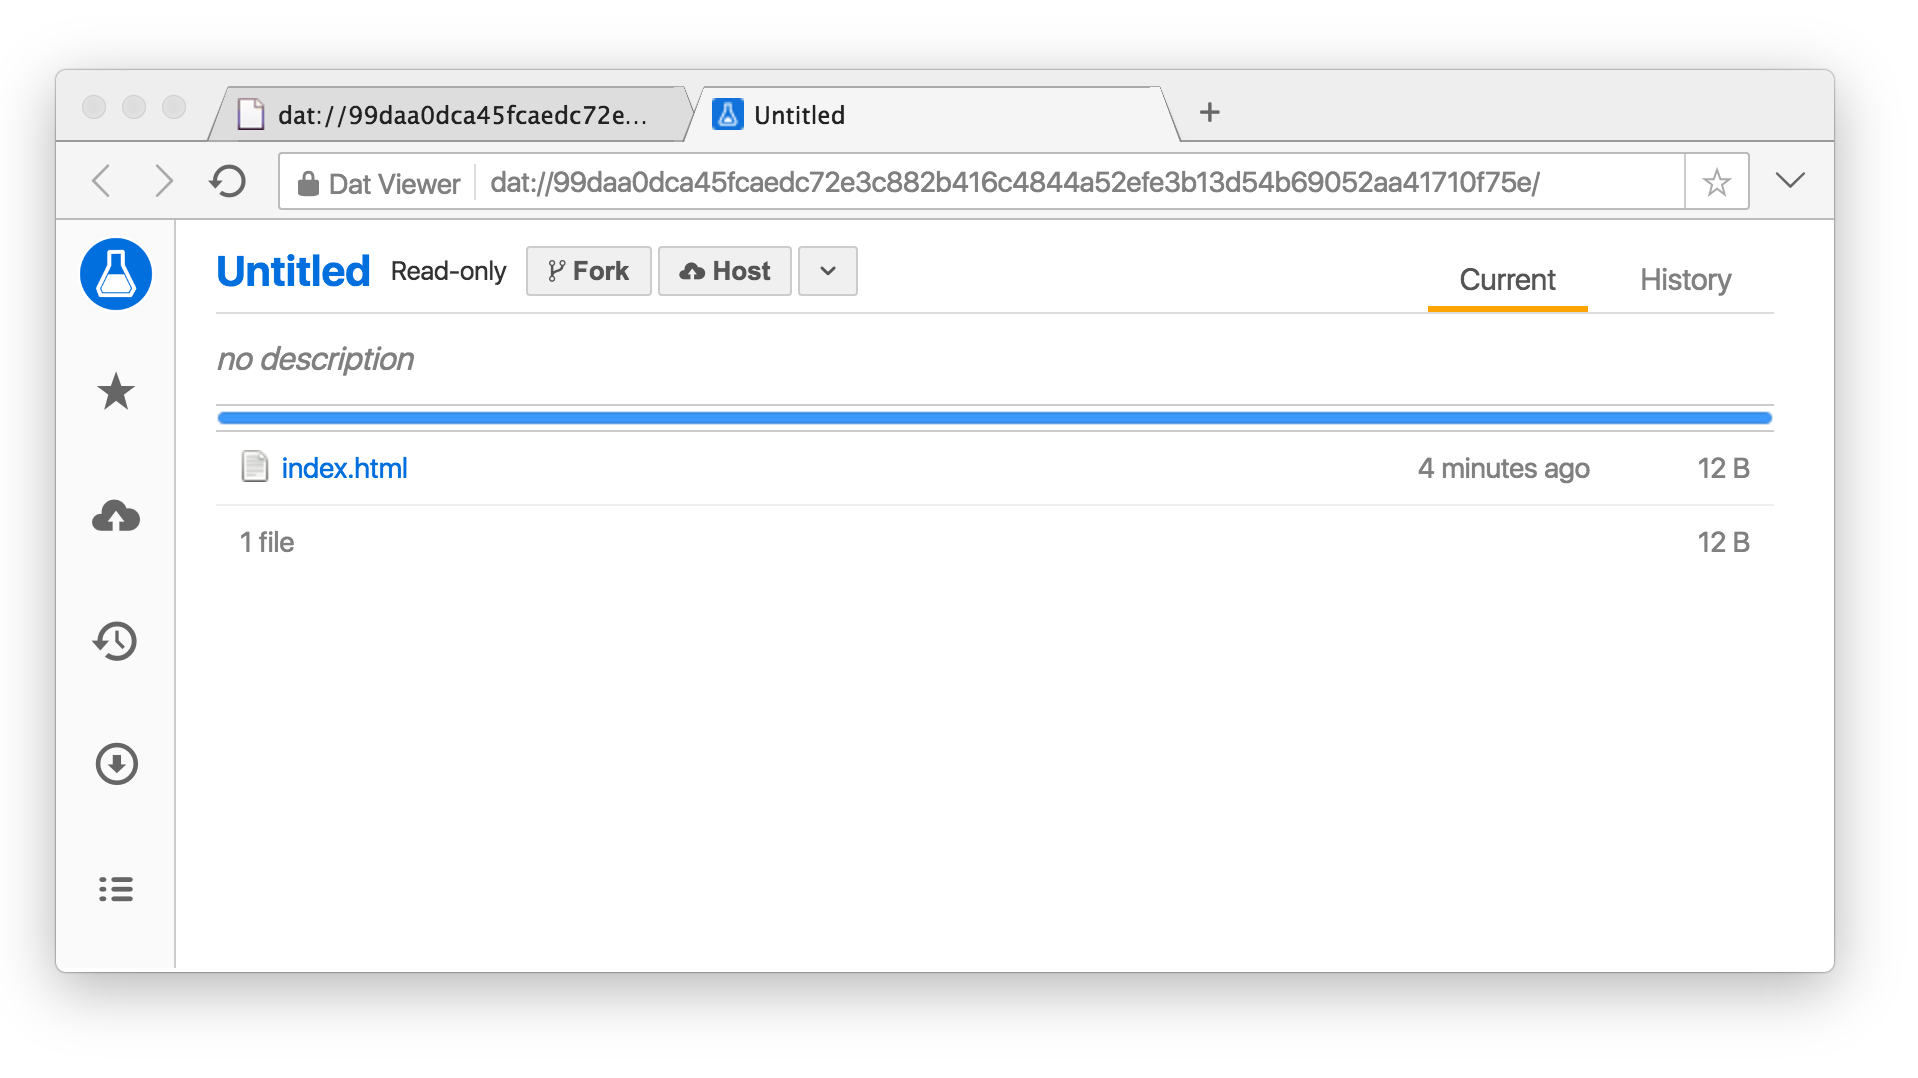 dat://99daa0dca45fcaedc72e... Untitled +
Dat Viewer dat://99daa0dca45fcaedc72e3c882b416c4844a52efe3b13d54b69052aa41710f75e/
Untitled Read-only Fork Host Current History
no description
index.html 4 minutes ago 12 B
1 file 12 B